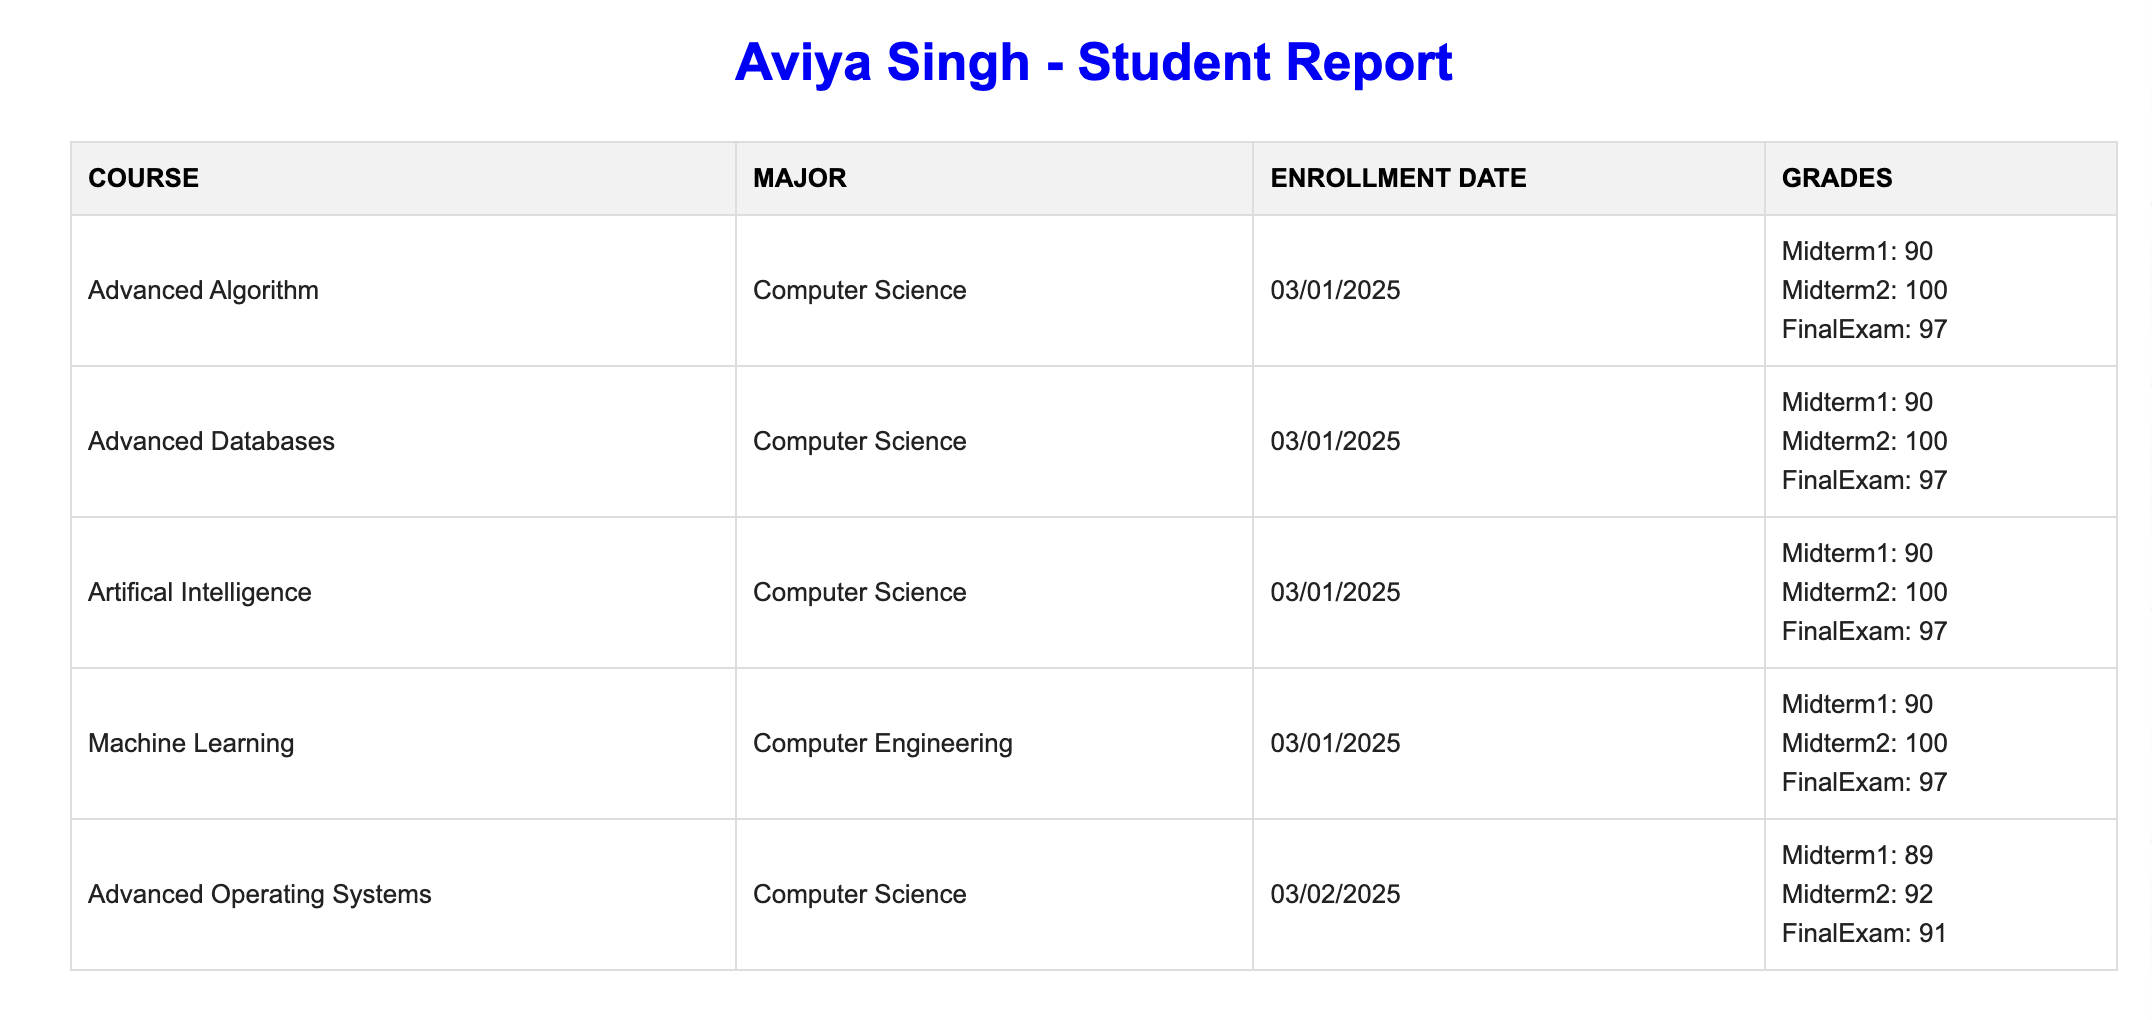 Aviya Singh - Student Report
COURSE MAJOR ENROLLMENT DATE GRADES
Advanced Algorithm Computer Science 03/01/2025 Midterm1: 90
Midterm2: 100
FinalExam: 97
Advanced Databases Computer Science 03/01/2025 Midterm1: 90
Midterm2: 100
FinalExam: 97
Artifical Intelligence Computer Science 03/01/2025 Midterm1: 90
Midterm2: 100
FinalExam: 97
Machine Learning Computer Engineering 03/01/2025 Midterm1: 90
Midterm2: 100
FinalExam: 97
Advanced Operating Systems Computer Science 03/02/2025 Midterm1: 89
Midterm2: 92
FinalExam: 91